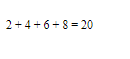 2 + 4 + 6 + 8 = 20